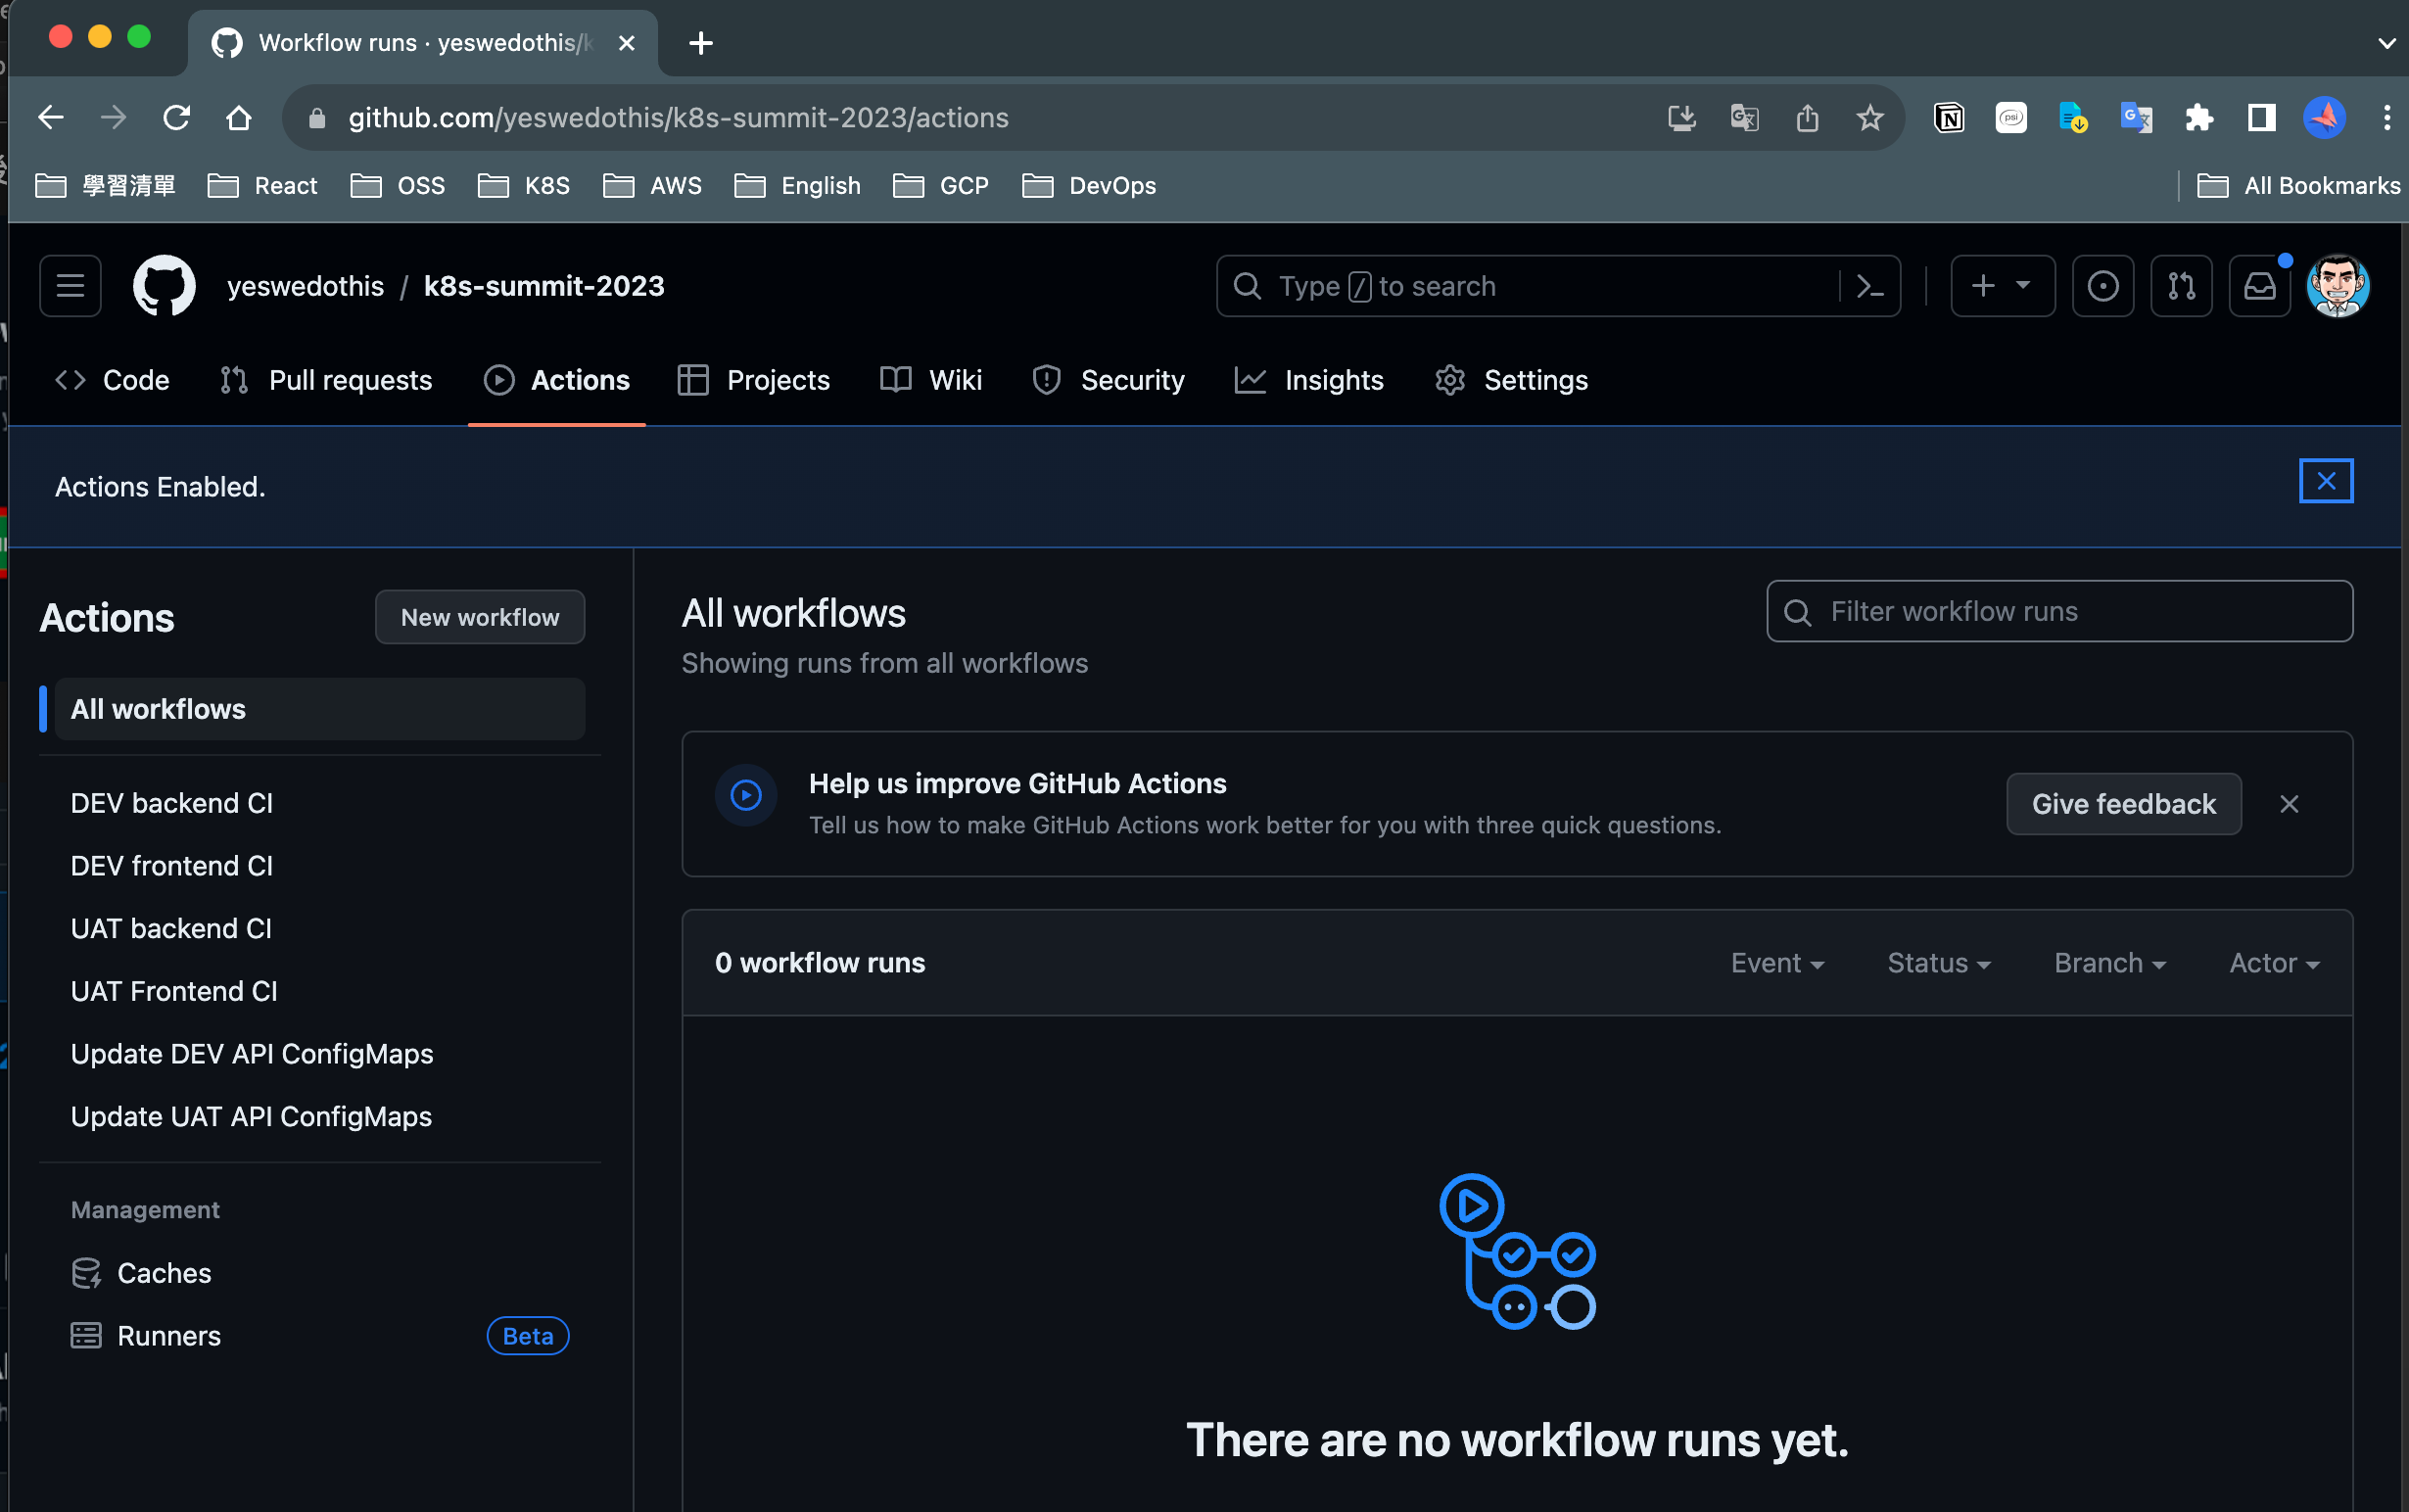 Workflow runs · yeswedothis/k
github.com/yeswedothis/k8s-summit-2023/actions
學習清單 React OSS K8S AWS English GCP DevOps All Bookmarks
yeswedothis / k8s-summit-2023 Type / to search
Code Pull requests Actions Projects Wiki Security Insights Settings
Actions Enabled.
Actions New workflow
All workflows
DEV backend CI
DEV frontend CI
UAT backend CI
UAT Frontend CI
Update DEV API ConfigMaps
Update UAT API ConfigMaps
Management
Caches
Runners Beta
All workflows
Filter workflow runs
Showing runs from all workflows
Help us improve GitHub Actions
Tell us how to make GitHub Actions work better for you with three quick questions.
Give feedback
0 workflow runs Event Status Branch Actor
There are no workflow runs yet.